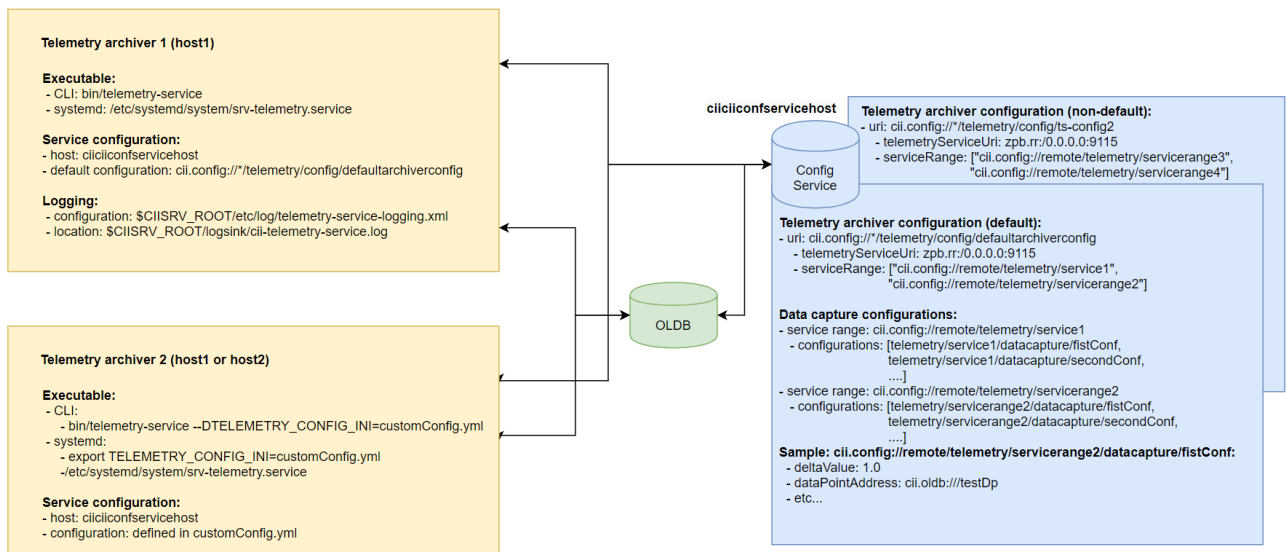 Telemetry archiver 1 (host1)
Executable:
- CLI: bin/telemetry-service
- systemd: /etc/systemd/system/srv-telemetry.service
Service configuration:
- host: ciiciiconfservicehost
- default configuration: cii.config://*/telemetry/config/defaultarchiverconfig
Logging:
- configuration: $CIISRV_ROOT/etc/log/telemetry-service-logging.xml
- location: $CIISRV_ROOT/logsink/cii-telemetry-service.log
Telemetry archiver 2 (host1 or host2)
Executable:
- CLI:
- bin/telemetry-service --DTELEMETRY_CONFIG_INI=customConfig.yml
- systemd:
- export TELEMETRY_CONFIG_INI=customConfig.yml
-/etc/systemd/system/srv-telemetry.service
Service configuration:
- host: ciiciiconfservicehost
- configuration: defined in customConfig.yml
OLDB
ciiciiconfservicehost
Config
Service
Telemetry archiver configuration (non-default):
- uri: cii.config://*/telemetry/config/ts-config2
- telemetryServiceUri: zpb.rr:/0.0.0.0:9115
- serviceRange: ["cii.config://remote/telemetry/servicerange3",
"cii.config://remote/telemetry/servicerange4"]
Telemetry archiver configuration (default):
- uri: cii.config://*/telemetry/config/defaultarchiverconfig
- telemetryServiceUri: zpb.rr:/0.0.0.0:9115
- serviceRange: ["cii.config://remote/telemetry/service1",
"cii.config://remote/telemetry/servicerange2"]
Data capture configurations:
- service range: cii.config://remote/telemetry/service1
- configurations: [telemetry/service1/datacapture/fistConf,
telemetry/service1/datacapture/secondConf,
....]
- service range: cii.config://remote/telemetry/servicerange2
- configurations: [telemetry/servicerange2/datacapture/fistConf,
telemetry/servicerange2/datacapture/secondConf,
....]
Sample: cii.config://remote/telemetry/servicerange2/datacapture/fistConf:
- deltaValue: 1.0
- dataPointAddress: cii.oldb:///testDp
- etc...